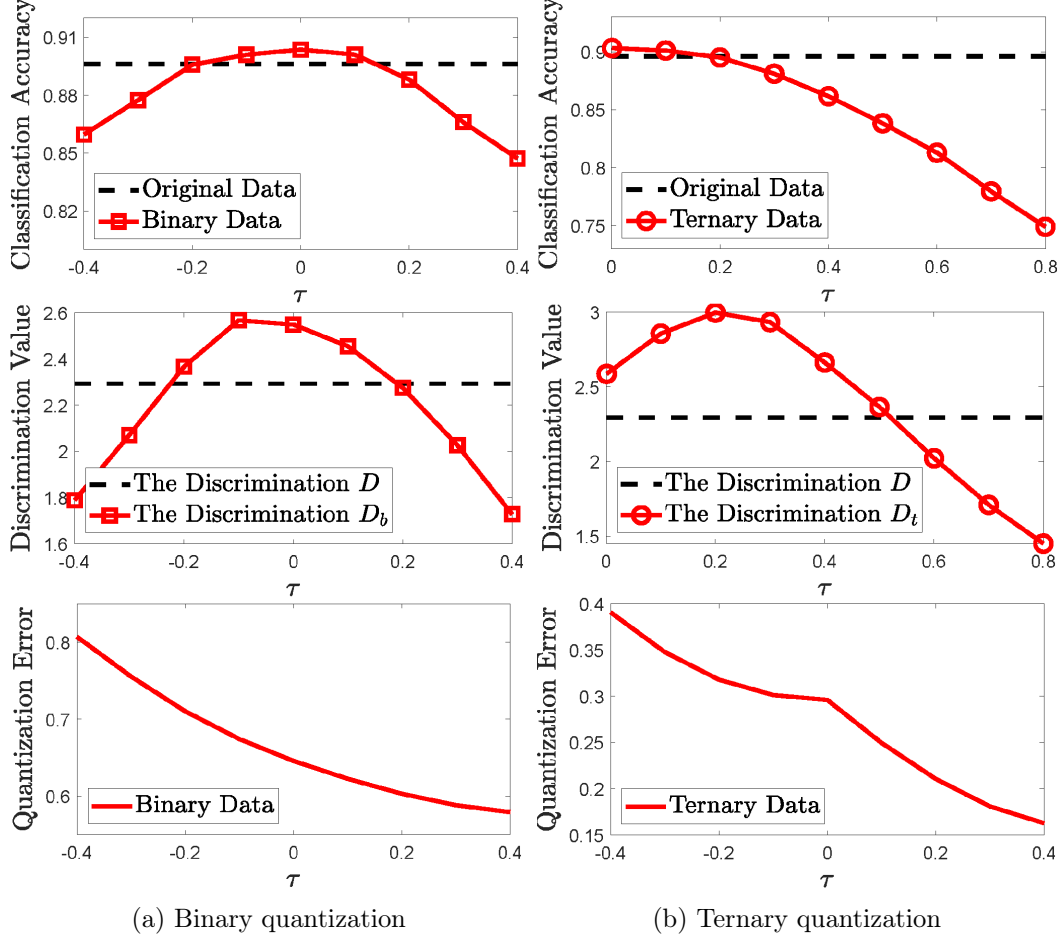 Classification Accuracy
0.91
0.88
0.85
0.82
-0.4 -0.2 0 0.2 0.4
τ
Original Data
Binary Data
Classification Accuracy
0.9
0.85
0.8
0.75
0 0.2 0.4 0.6 0.8
τ
Original Data
Ternary Data
Discrimination Value
2.6
2.4
2.2
2
1.8
1.6
-0.4 -0.2 0 0.2 0.4
τ
The Discrimination D
The Discrimination D_b
Discrimination Value
3
2.5
2
1.5
0 0.2 0.4 0.6 0.8
τ
The Discrimination D
The Discrimination D_t
Quantization Error
0.8
0.7
0.6
-0.4 -0.2 0 0.2 0.4
τ
Binary Data
Quantization Error
0.4
0.35
0.3
0.25
0.2
0.15
-0.4 -0.2 0 0.2 0.4
τ
Ternary Data
(a) Binary quantization
(b) Ternary quantization